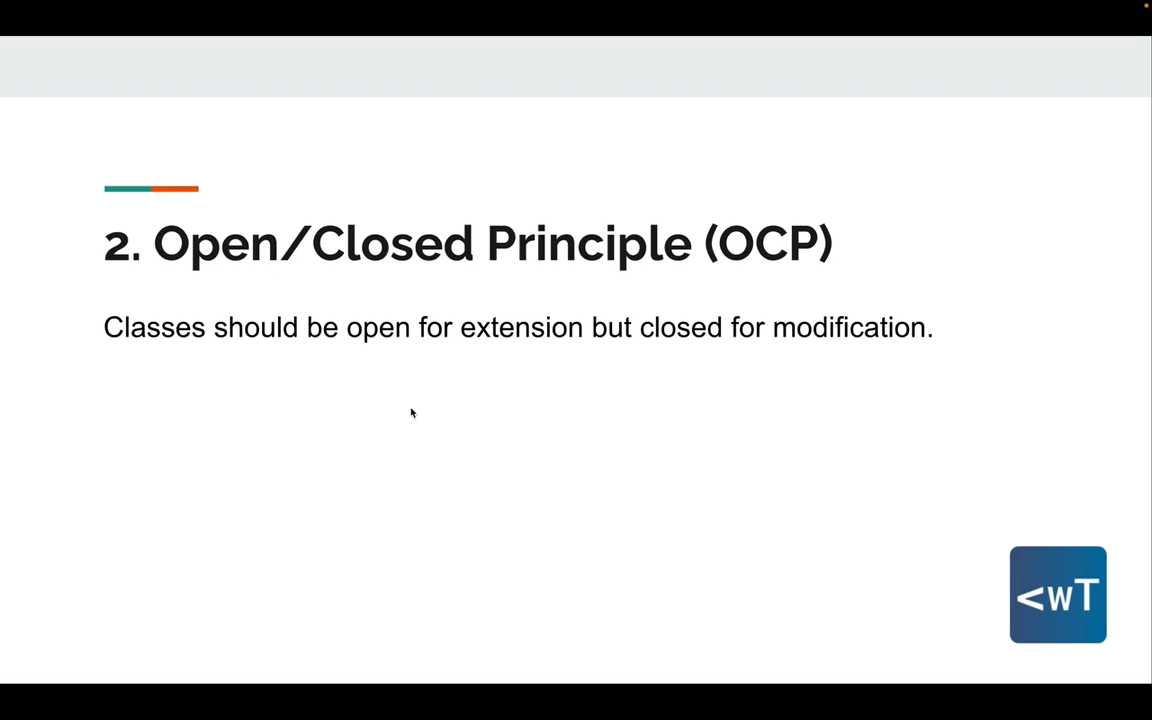 2. Open/Closed Principle (OCP)
Classes should be open for extension but closed for modification.
<wT